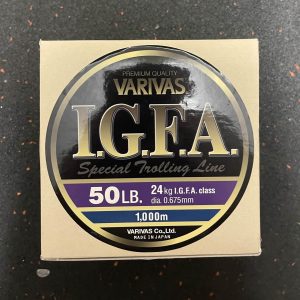 PREMIUM QUALITY
VARIVAS
I.G.F.A.
Special Trolling Line
50LB. 24kg I.G.F.A. class
dia. 0.675mm
1,000m
VARIVAS Co.,Ltd.
MADE IN JAPAN